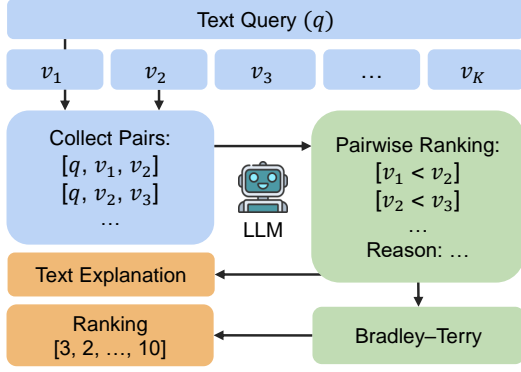 Text Query (q)
v₁
v₂
v₃
...
v_K
Collect Pairs:
[q, v₁, v₂]
[q, v₂, v₃]
...
LLM
Pairwise Ranking:
[v₁ < v₂]
[v₂ < v₃]
...
Reason: ...
Text Explanation
Ranking
[3, 2, ..., 10]
Bradley–Terry